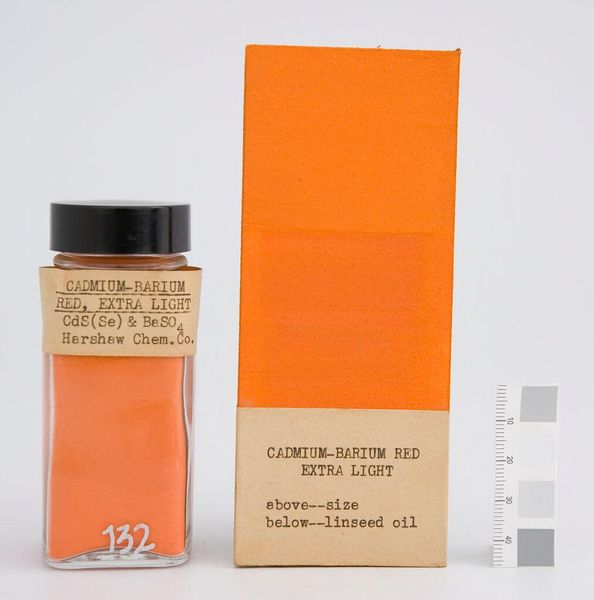 CADMIUM-BARIUM
RED, EXTRA LIGHT
CdS(Se) & BaSO4
Harshaw Chem.Co.
132
CADMIUM-BARIUM RED
EXTRA LIGHT
above--size
below--linseed oil
10
20
30
40